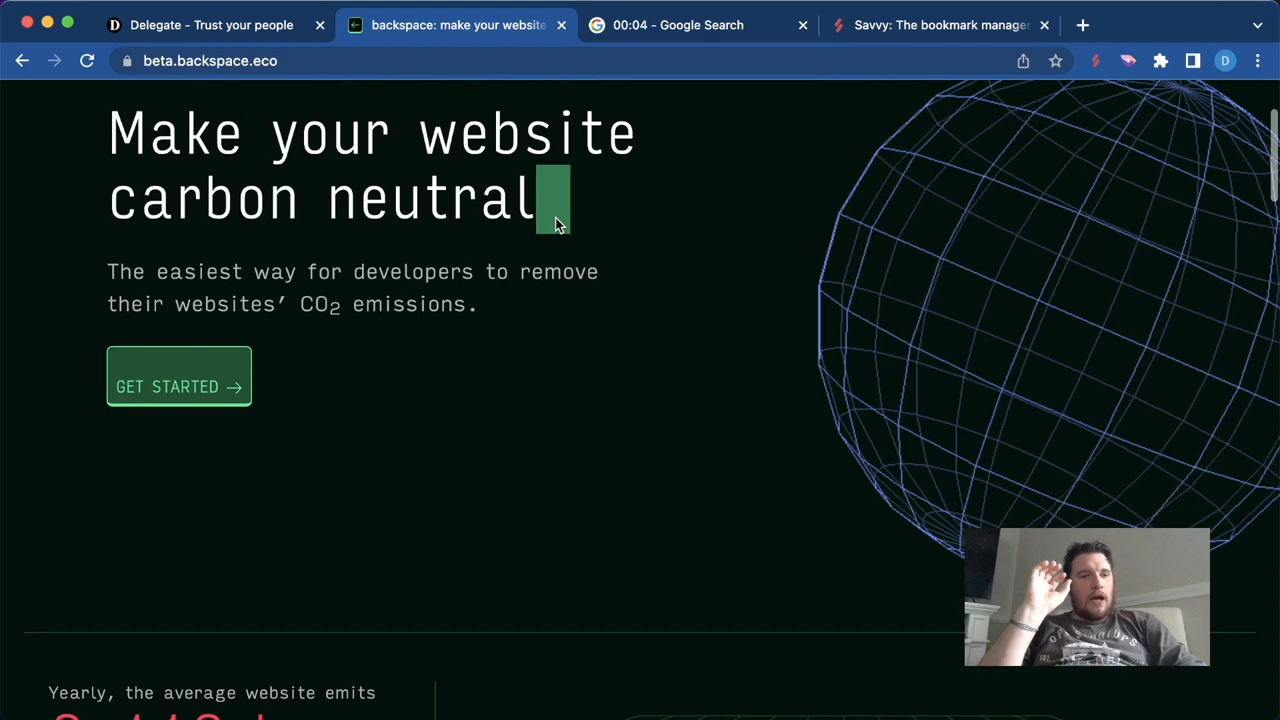 Delegate - Trust your people
backspace: make your website
00:04 - Google Search
Savvy: The bookmark manager
beta.backspace.eco
D
Make your website
carbon neutral
The easiest way for developers to remove
their websites’ CO₂ emissions.
GET STARTED →
Yearly, the average website emits